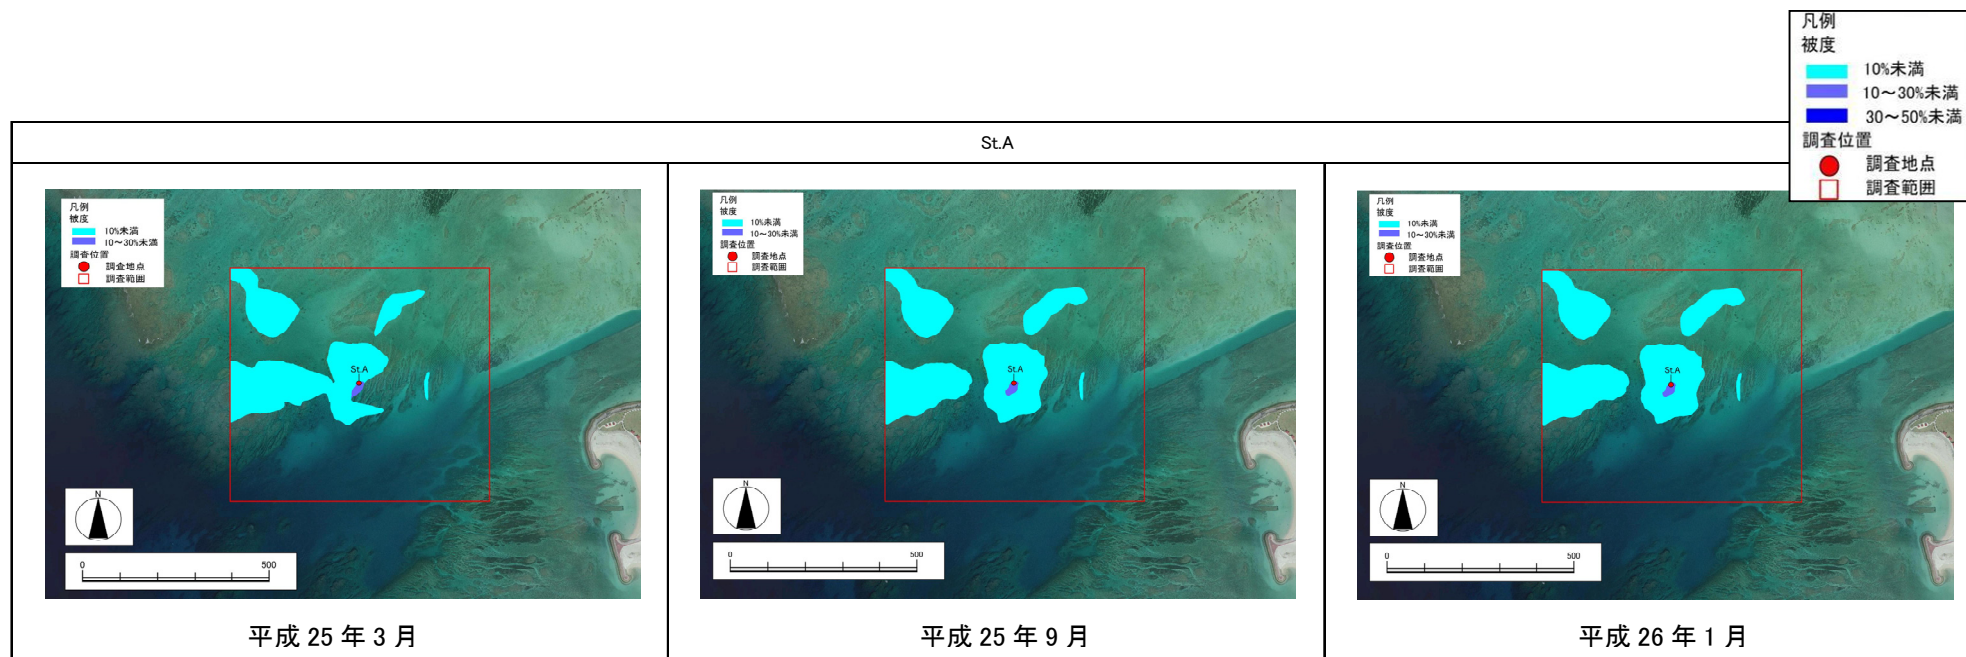 凡例
被度
10%未満
10～30%未満
30～50%未満
調査位置
調査地点
調査範囲
St.A
凡例
被度
10%未満
10～30%未満
調査位置
調査地点
調査範囲
St.A
N
0 500
平成 25 年 3 月
凡例
被度
10%未満
10～30%未満
調査位置
調査地点
調査範囲
St.A
N
0 500
平成 25 年 9 月
凡例
被度
10%未満
10～30%未満
調査位置
調査地点
調査範囲
St.A
N
0 500
平成 26 年 1 月